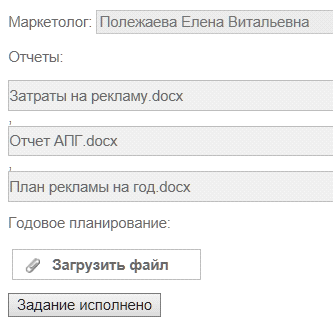 Маркетолог: Полежаева Елена Витальевна
Отчеты:
Затраты на рекламу.docx
,
Отчет АПГ.docx
,
План рекламы на год.docx
Годовое планирование:
Загрузить файл
Задание исполнено